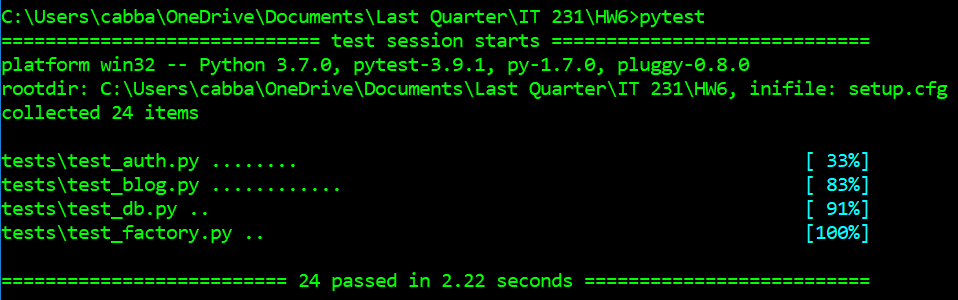 C:\Users\cabba\OneDrive\Documents\Last Quarter\IT 231\HW6>pytest
============================= test session starts =============================
platform win32 -- Python 3.7.0, pytest-3.9.1, py-1.7.0, pluggy-0.8.0
rootdir: C:\Users\cabba\OneDrive\Documents\Last Quarter\IT 231\HW6, inifile: setup.cfg
collected 24 items
tests\test_auth.py ........ [ 33%]
tests\test_blog.py ............ [ 83%]
tests\test_db.py .. [ 91%]
tests\test_factory.py .. [100%]
========================== 24 passed in 2.22 seconds ==========================